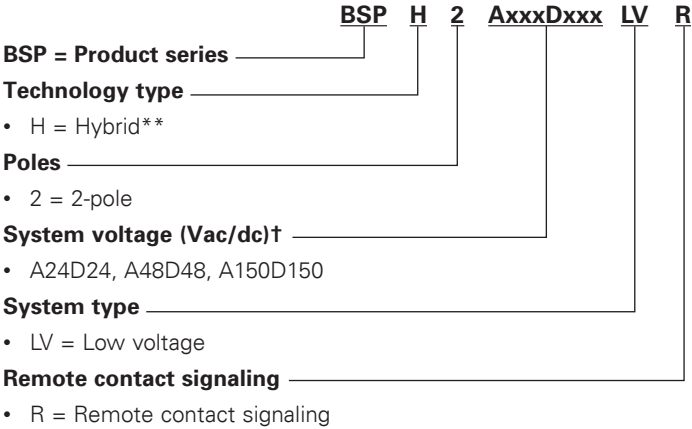 BSP H 2 AxxxDxxx LV R
BSP = Product series
Technology type
• H = Hybrid**
Poles
• 2 = 2-pole
System voltage (Vac/dc)†
• A24D24, A48D48, A150D150
System type
• LV = Low voltage
Remote contact signaling
• R = Remote contact signaling